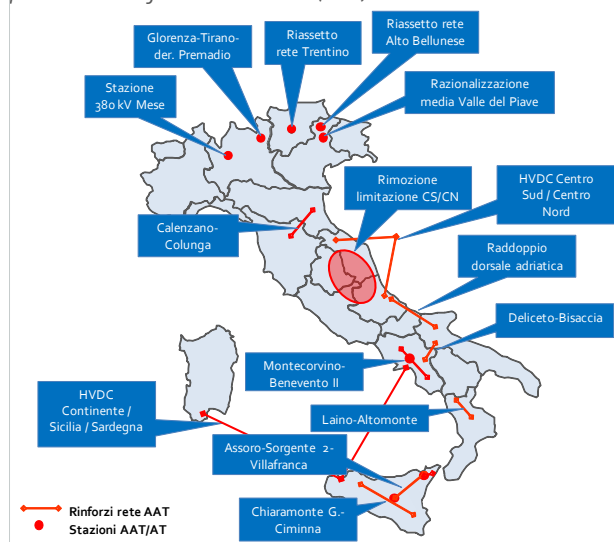 Glorenza-Tirano-
der. Premadio
Riassetto
rete Trentino
Riassetto rete
Alto Bellunese
Stazione
380 kV Mese
Razionalizzazione
media Valle del Piave
Rimozione
limitazione CS/CN
HVDC Centro
Sud / Centro
Nord
Calenzano-
Colunga
Raddoppio
dorsale adriatica
Deliceto-Bisaccia
Montecorvino-
Benevento II
HVDC
Continente /
Sicilia / Sardegna
Laino-Altomonte
Assoro-Sorgente 2-
Villafranca
Chiaramonte G.-
Ciminna
Rinforzi rete AAT
Stazioni AAT/AT